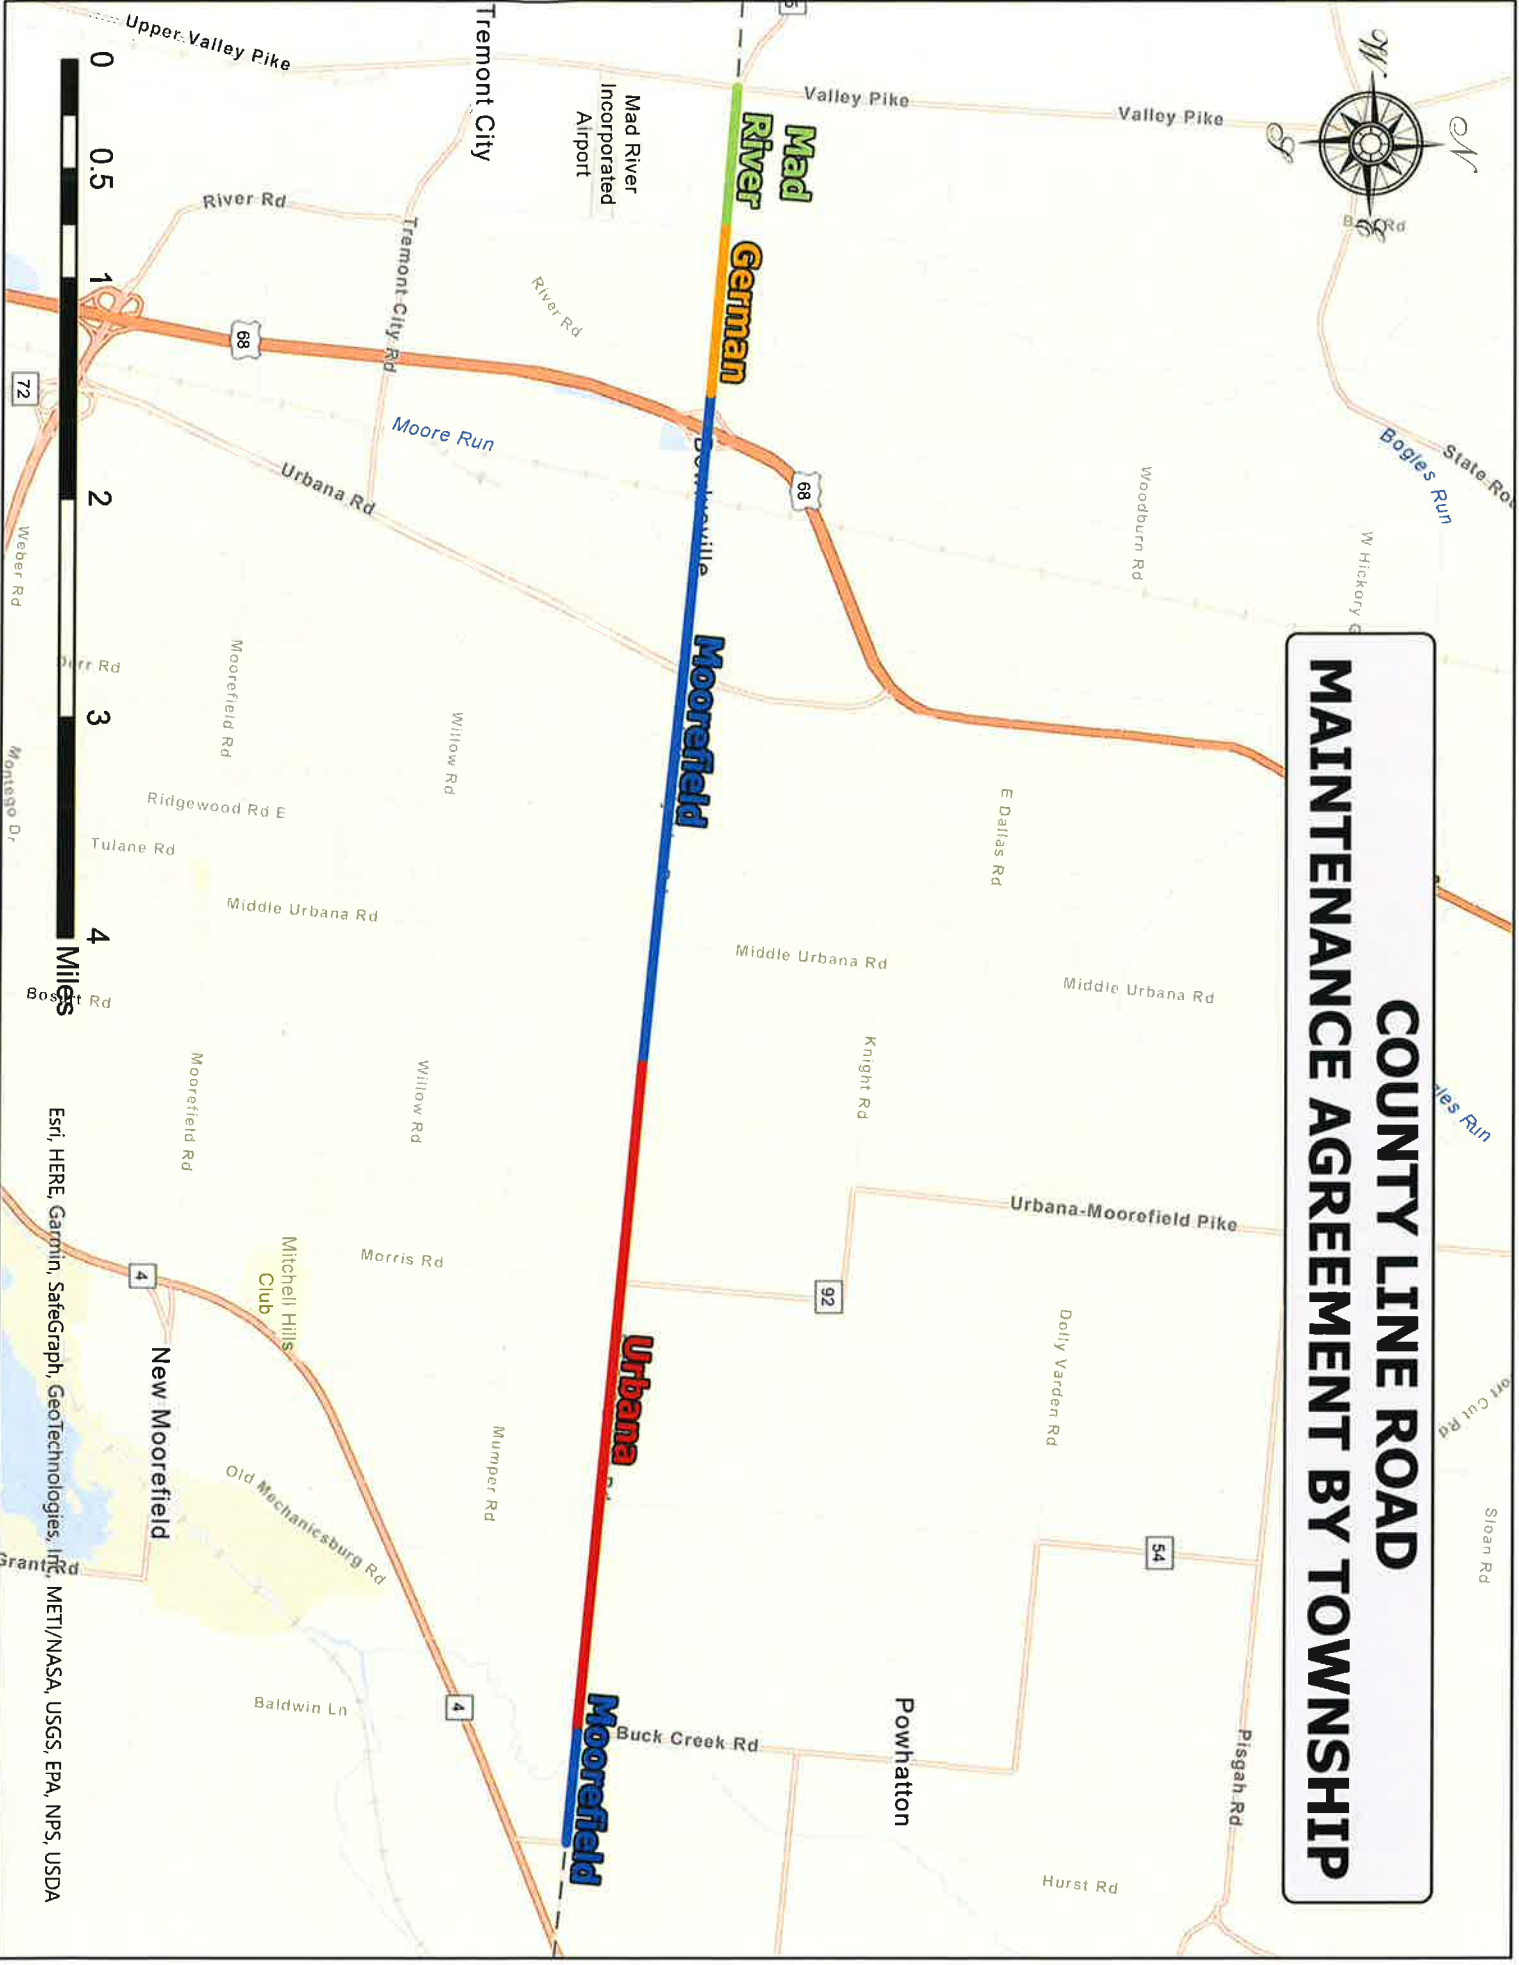 COUNTY LINE ROAD
MAINTENANCE AGREEMENT BY TOWNSHIP
N
W
S
E
Valley Pike
Valley Pike
Upper Valley Pike
Tremont City
Mad River
Incorporated
Airport
Mad
River
German
Moorefield
Urbana
Moorefield
River Rd
Tremont City Rd
River Rd
68
68
72
Moore Run
Urbana Rd
Woodburn Rd
Bogles Run
State
W Hickory
Weber Rd
Rd
Moorefield Rd
Willow Rd
Ridgewood Rd E
Tulane Rd
Montego Dr
Middle Urbana Rd
Middle Urbana Rd
Middle Urbana Rd
E Dallas Rd
Rd
Moorefield Rd
Willow Rd
Knight Rd
Run
Urbana-Moorefield Pike
92
Morris Rd
Mitchell Hills
Club
4
New Moorefield
Dolly Varden Rd
Cut Rd
Sloan Rd
Mumper Rd
Old Mechanicsburg Rd
Grant Rd
54
Baldwin Ln
4
Buck Creek Rd
Powhatton
Pisgah Rd
Hurst Rd
0 0.5 1 2 3 4
Miles
Esri, HERE, Garmin, SafeGraph, GeoTechnologies, Inc, METI/NASA, USGS, EPA, NPS, USDA